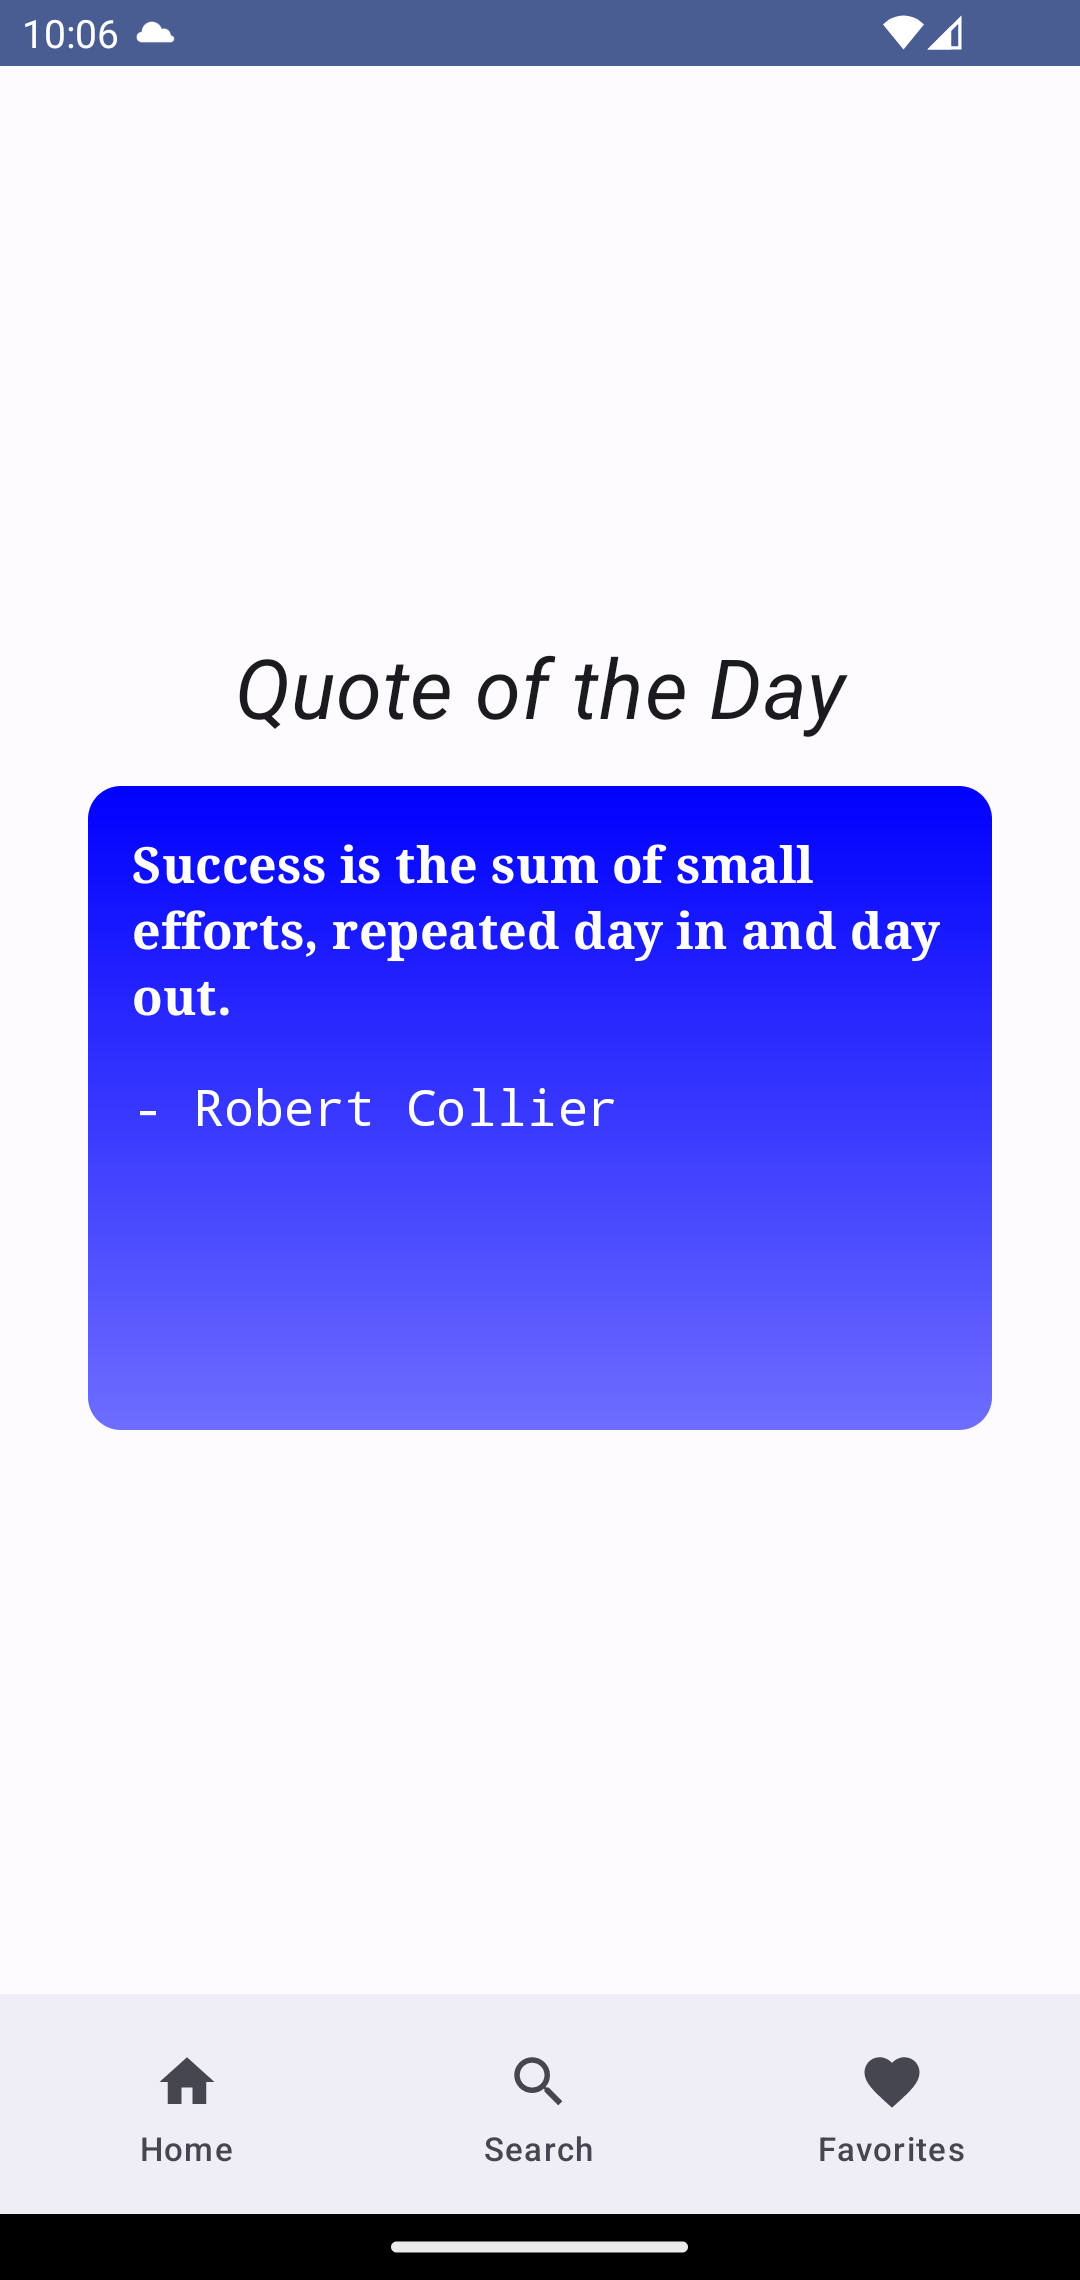 10:06
Quote of the Day
Success is the sum of small
efforts, repeated day in and day
out.
- Robert Collier
Home
Search
Favorites